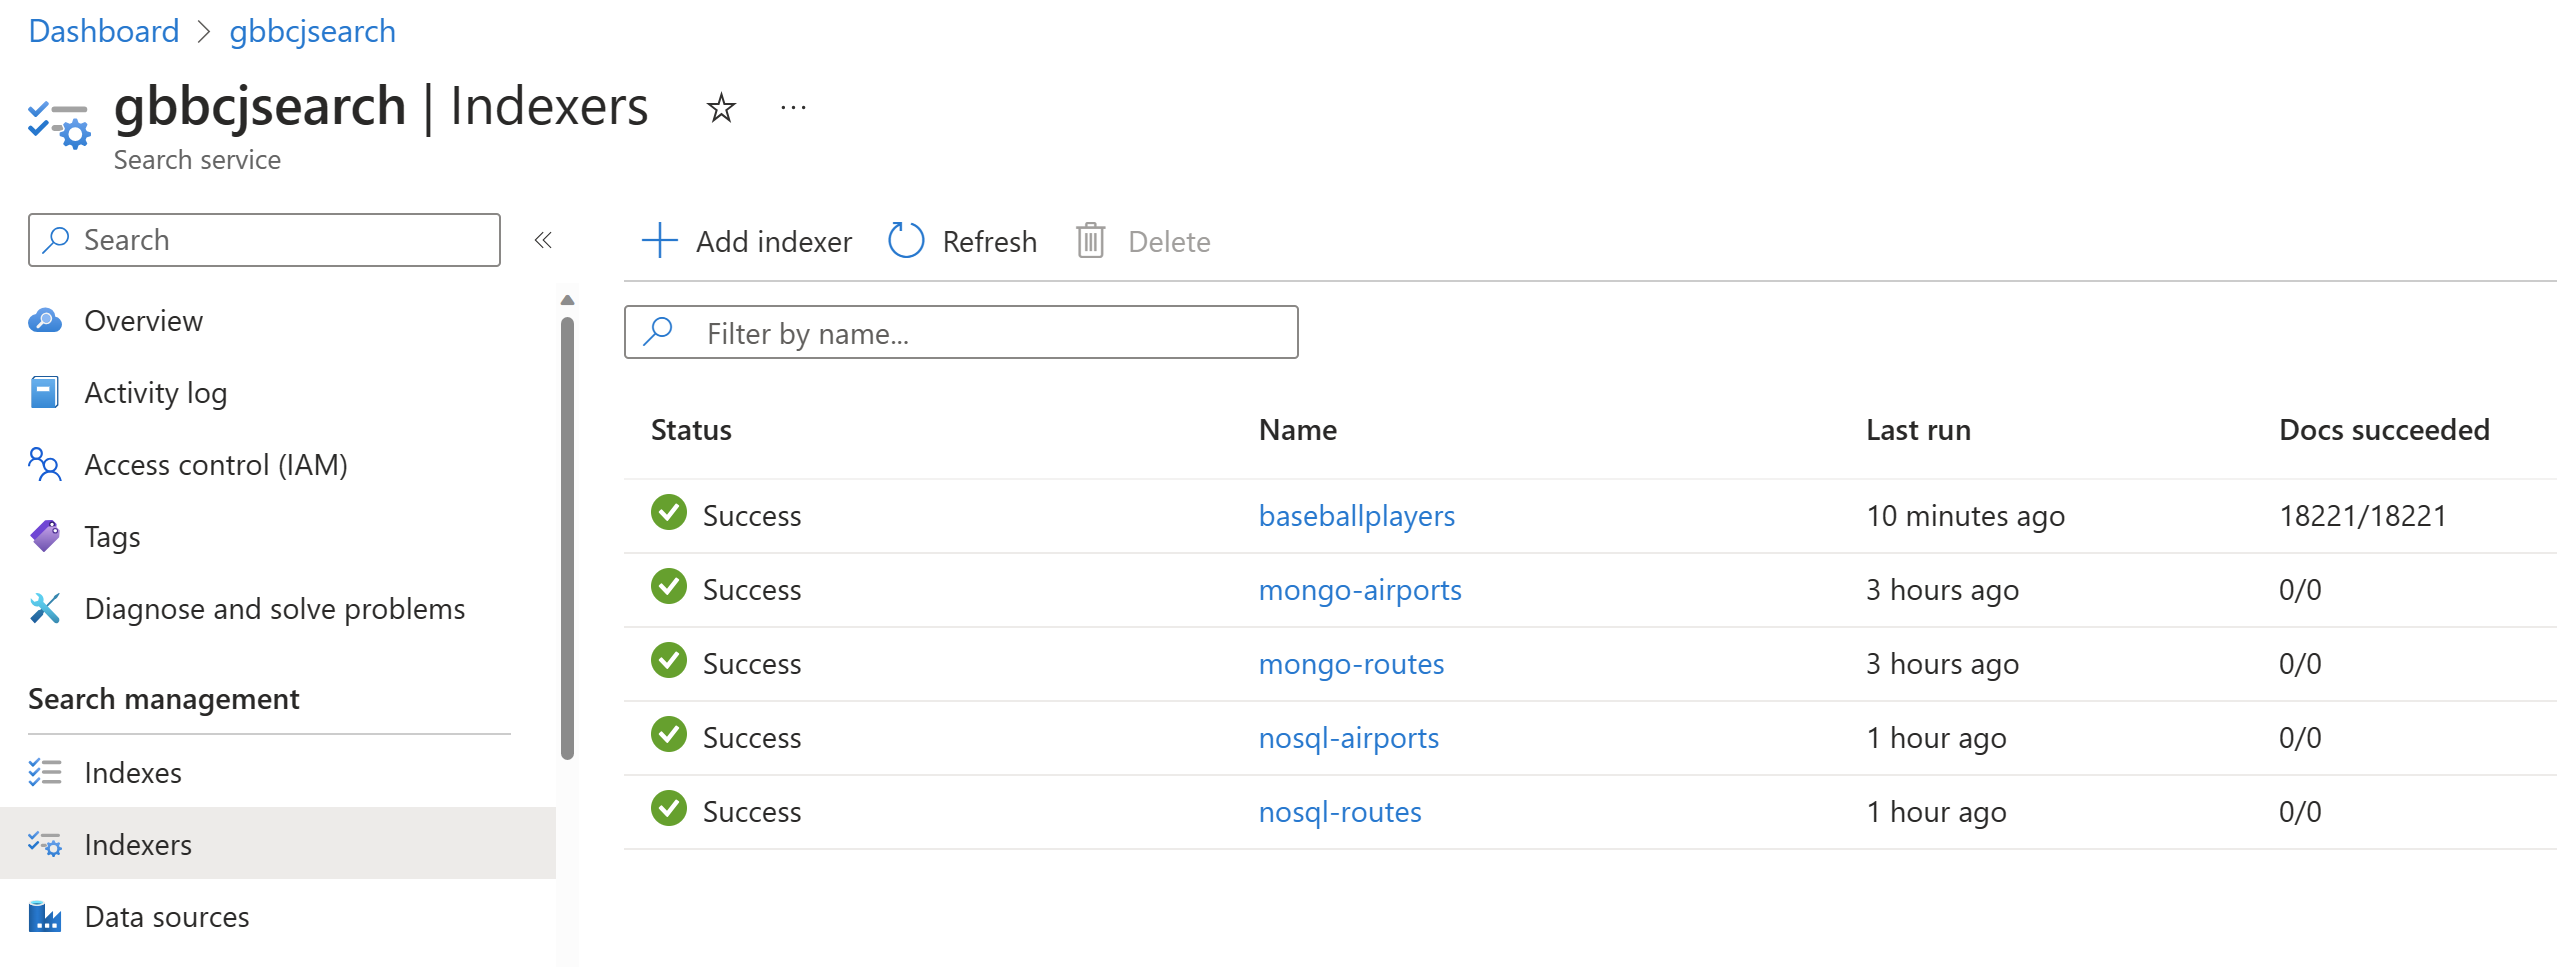 Dashboard > gbbcjsearch
gbbcjsearch | Indexers
Search service
Search
Overview
Activity log
Access control (IAM)
Tags
Diagnose and solve problems
Search management
Indexes
Indexers
Data sources
Add indexer Refresh Delete
Filter by name...
Status Name Last run Docs succeeded
Success baseballplayers 10 minutes ago 18221/18221
Success mongo-airports 3 hours ago 0/0
Success mongo-routes 3 hours ago 0/0
Success nosql-airports 1 hour ago 0/0
Success nosql-routes 1 hour ago 0/0